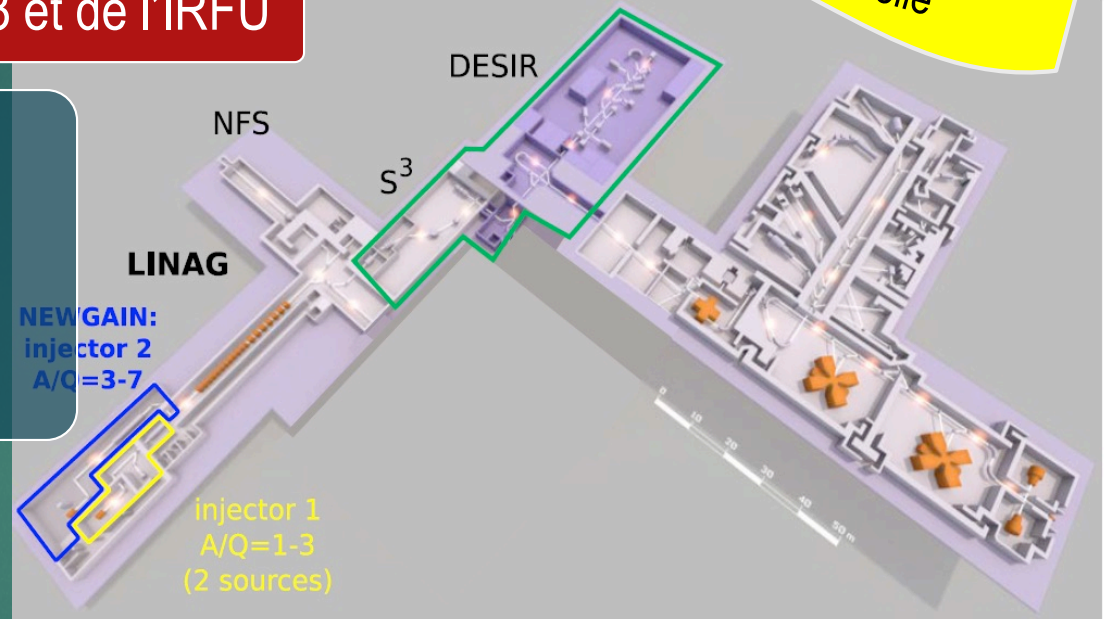 3 et de l'IRFU
DESIR
NFS
S³
LINAG
NEWGAIN:
injector 2
A/Q=3-7
injector 1
A/Q=1-3
(2 sources)
0 10 20 30 40 50 m